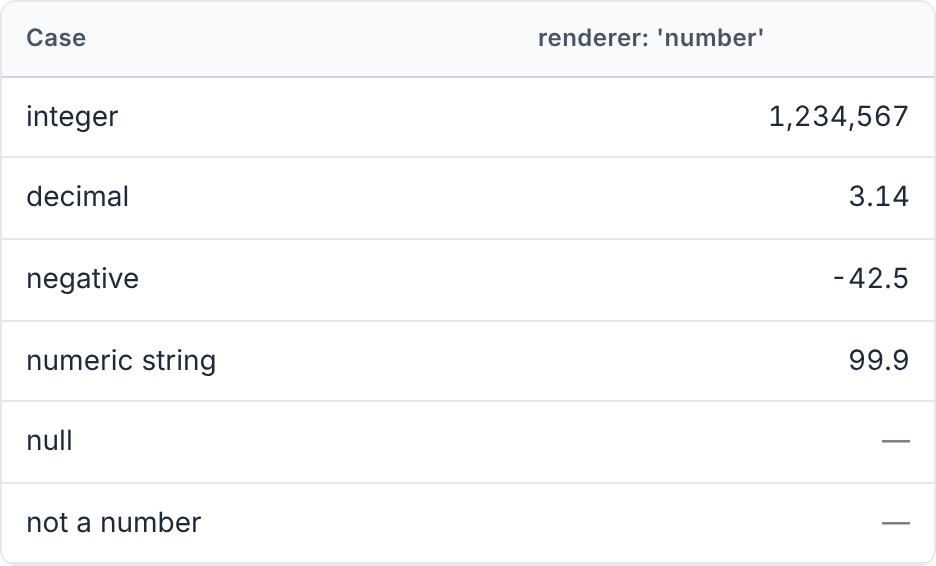 Case renderer: 'number'
integer 1,234,567
decimal 3.14
negative -42.5
numeric string 99.9
null —
not a number —